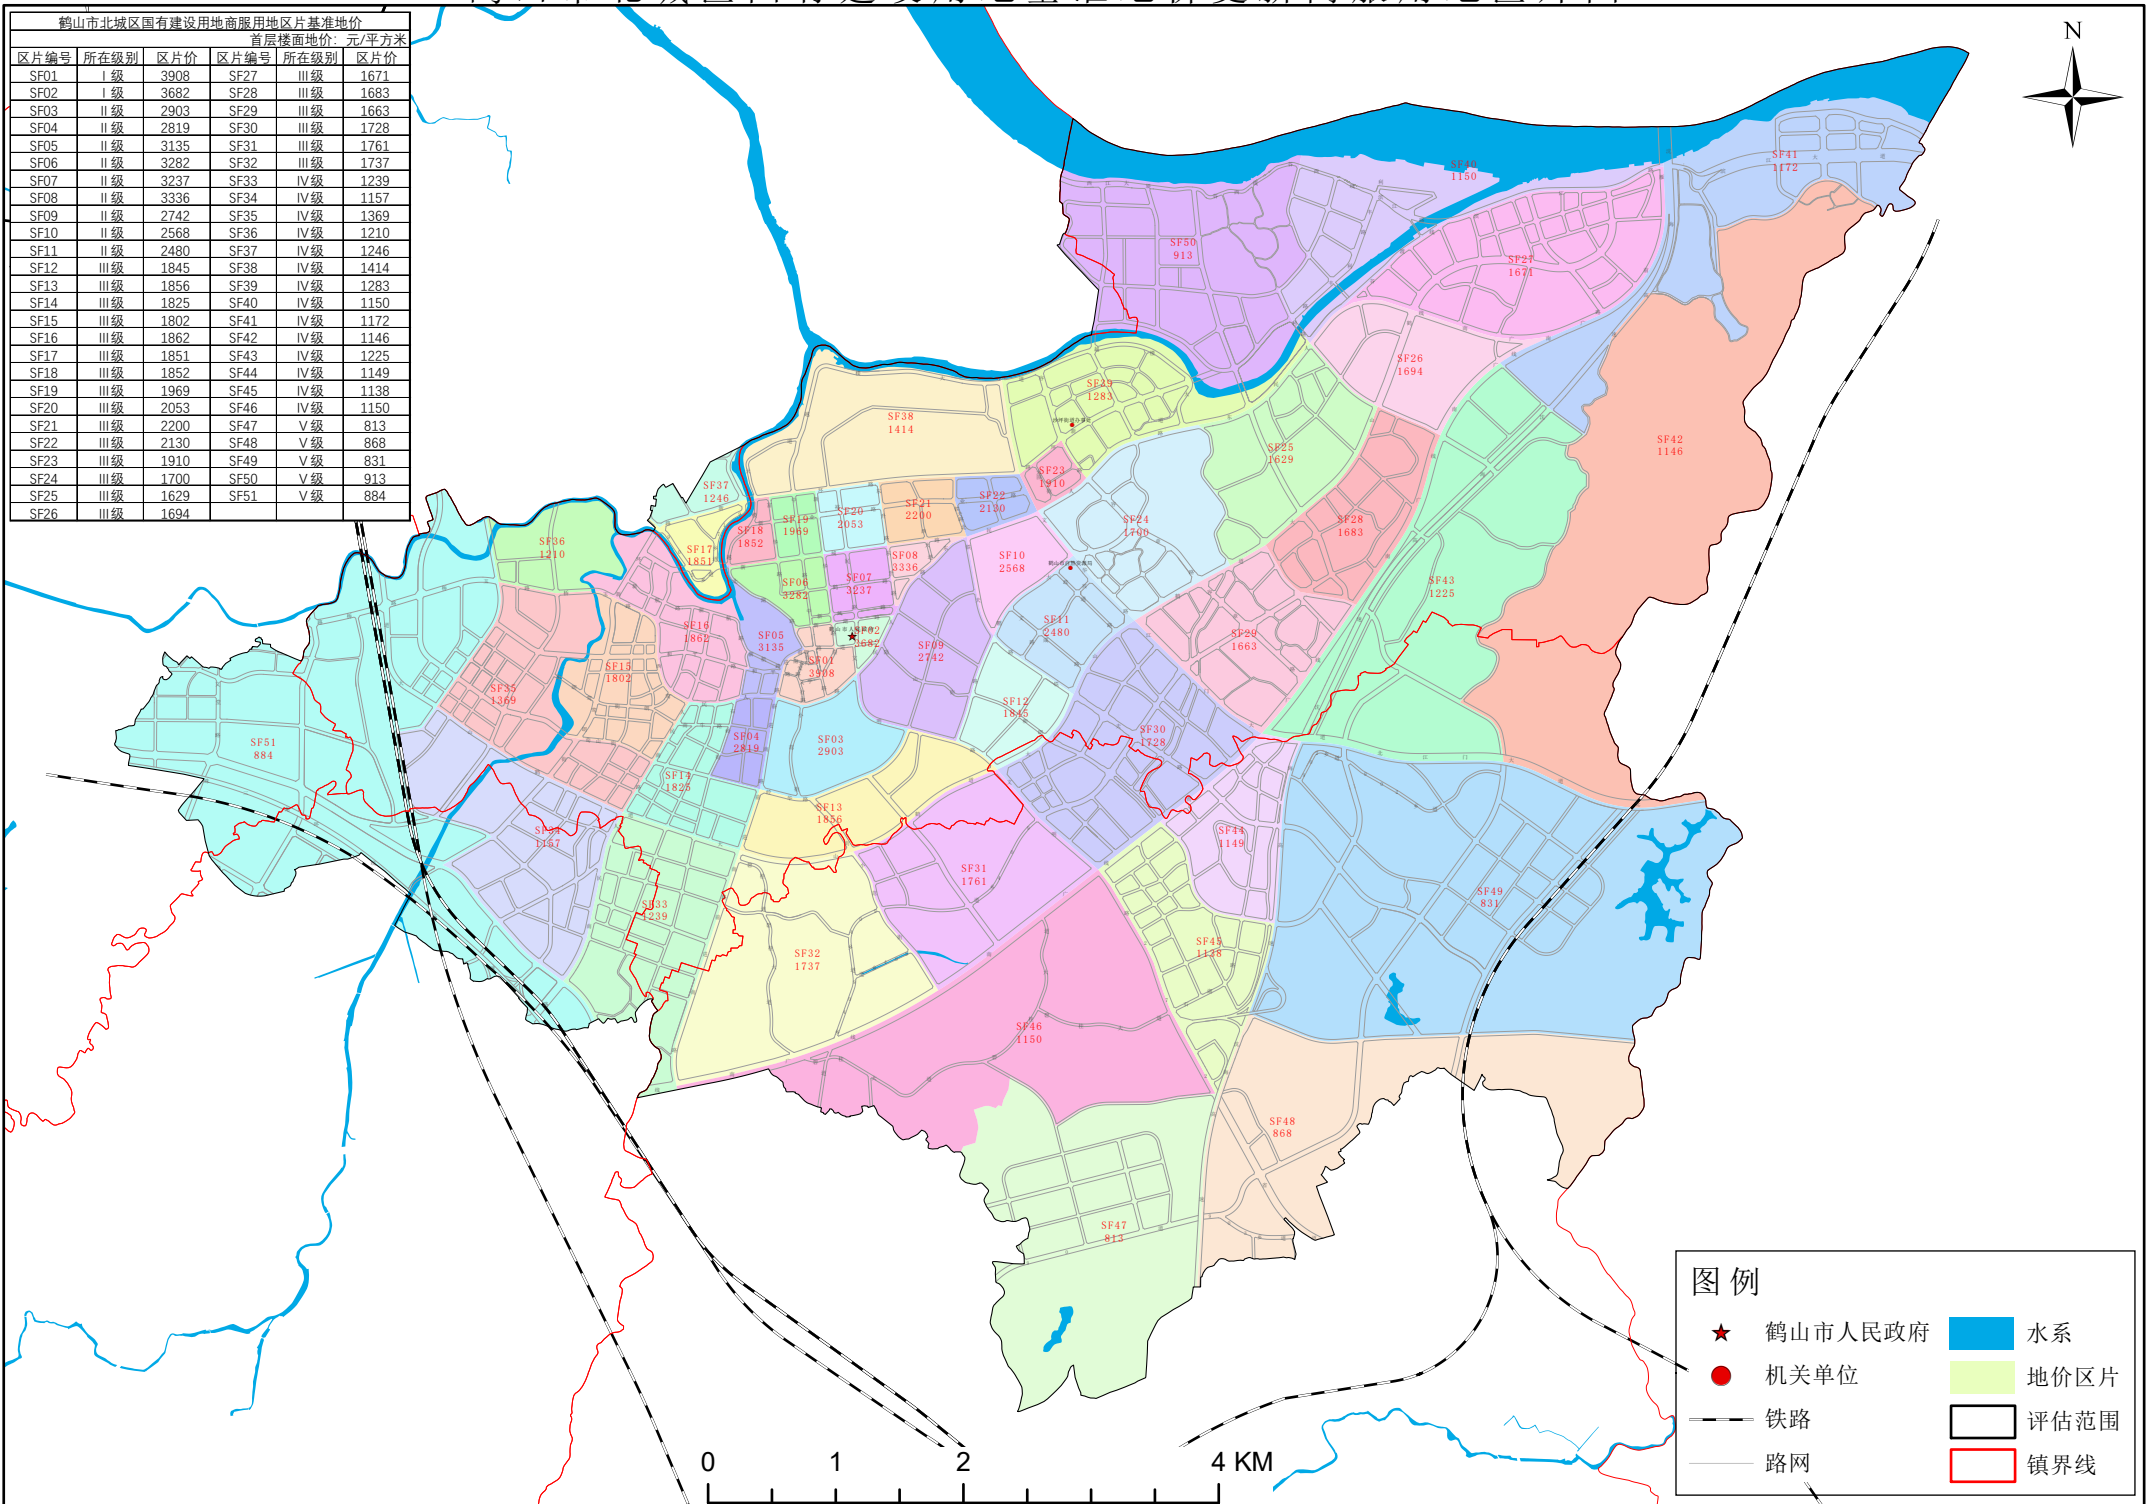 鹤山市北城区国有建设用地商服用地区片基准地价
首层楼面地价：元/平方米
区片编号 所在级别 区片价 区片编号 所在级别 区片价
SF01 Ⅰ级 3908 SF27 Ⅲ级 1671
SF02 Ⅰ级 3682 SF28 Ⅲ级 1683
SF03 Ⅱ级 2903 SF29 Ⅲ级 1663
SF04 Ⅱ级 2819 SF30 Ⅲ级 1728
SF05 Ⅱ级 3135 SF31 Ⅲ级 1761
SF06 Ⅱ级 3282 SF32 Ⅲ级 1737
SF07 Ⅱ级 3237 SF33 Ⅳ级 1239
SF08 Ⅱ级 3336 SF34 Ⅳ级 1157
SF09 Ⅱ级 2742 SF35 Ⅳ级 1369
SF10 Ⅱ级 2568 SF36 Ⅳ级 1210
SF11 Ⅱ级 2480 SF37 Ⅳ级 1246
SF12 Ⅲ级 1845 SF38 Ⅳ级 1414
SF13 Ⅲ级 1856 SF39 Ⅳ级 1283
SF14 Ⅲ级 1825 SF40 Ⅳ级 1150
SF15 Ⅲ级 1802 SF41 Ⅳ级 1172
SF16 Ⅲ级 1862 SF42 Ⅳ级 1146
SF17 Ⅲ级 1851 SF43 Ⅳ级 1225
SF18 Ⅲ级 1852 SF44 Ⅳ级 1149
SF19 Ⅲ级 1969 SF45 Ⅳ级 1138
SF20 Ⅲ级 2053 SF46 Ⅳ级 1150
SF21 Ⅲ级 2200 SF47 Ⅴ级 813
SF22 Ⅲ级 2130 SF48 Ⅴ级 868
SF23 Ⅲ级 1910 SF49 Ⅴ级 831
SF24 Ⅲ级 1700 SF50 Ⅴ级 913
SF25 Ⅲ级 1629 SF51 Ⅴ级 884
SF26 Ⅲ级 1694
N
SF40
1150
SF41
1172
SF50
913
SF27
1671
SF26
1694
SF39
1283
SF38
1414
SF42
1146
SF25
1629
SF23
1910
SF37
1246
SF22
2130
SF21
2200
SF20
2053
SF19
1969
SF18
1852
SF24
1700
SF28
1683
SF36
1210
SF17
1851
SF08
3336
SF10
2568
SF07
3237
SF06
3282
SF43
1225
SF16
1862
SF05
3135
SF02
3682
SF11
2480
SF29
1663
SF09
2742
SF01
3908
SF15
1802
SF35
1369
SF12
1845
SF30
1728
SF51
884
SF04
2819
SF03
2903
SF14
1825
SF13
1856
SF34
1157
SF44
1149
SF31
1761
SF49
831
SF33
1239
SF45
1138
SF32
1737
SF46
1150
SF48
868
SF47
813
图例
鹤山市人民政府 水系
机关单位 地价区片
铁路 评估范围
路网 镇界线
0 1 2 4 KM